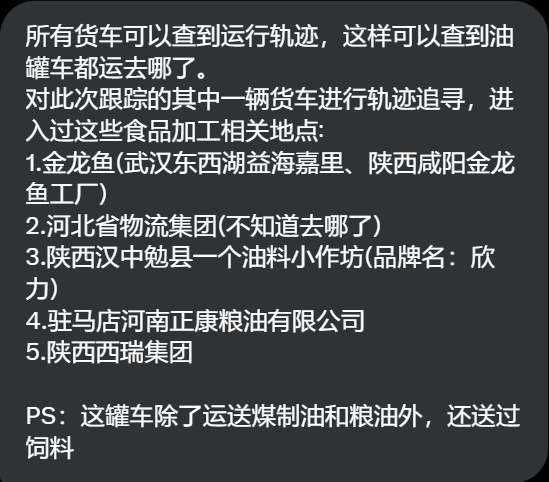 所有货车可以查到运行轨迹，这样可以查到油
罐车都运去哪了。
对此次跟踪的其中一辆货车进行轨迹追寻，进
入过这些食品加工相关地点:
1.金龙鱼(武汉东西湖益海嘉里、陕西咸阳金龙
鱼工厂)
2.河北省物流集团(不知道去哪了)
3.陕西汉中勉县一个油料小作坊(品牌名：欣
力)
4.驻马店河南正康粮油有限公司
5.陕西西瑞集团
PS：这罐车除了运送煤制油和粮油外，还送过
饲料